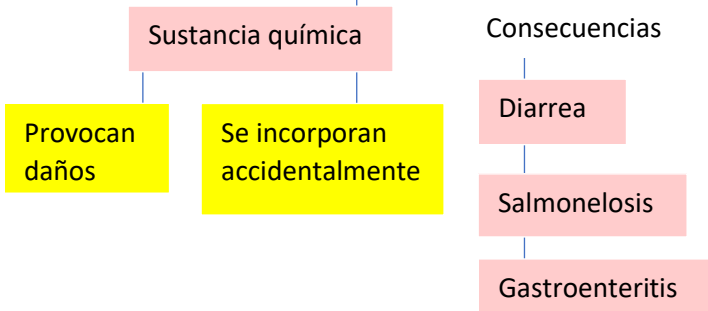 Sustancia química
Consecuencias
Provocan
daños
Se incorporan
accidentalmente
Diarrea
Salmonelosis
Gastroenteritis